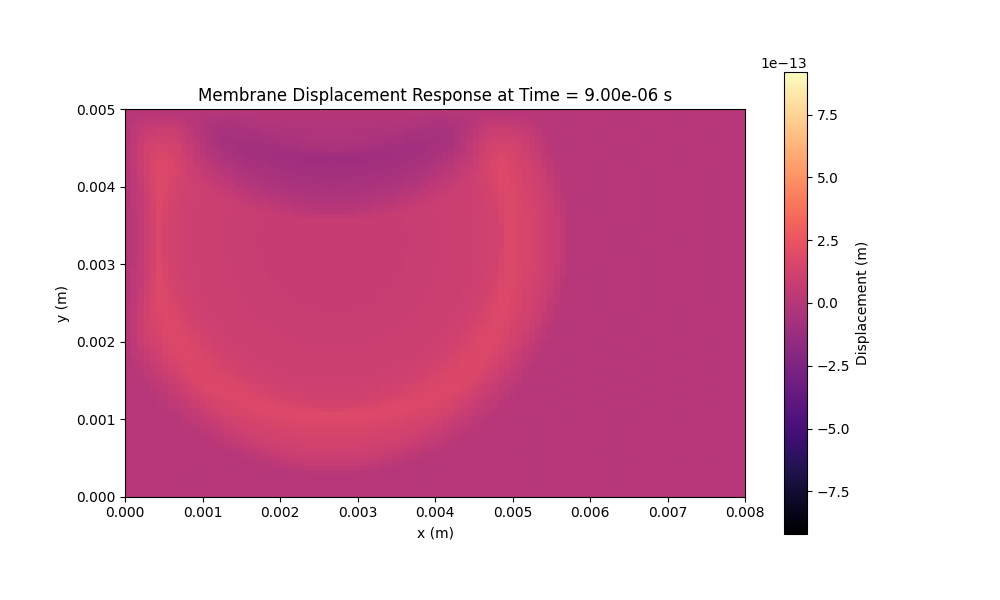 1e−13
Membrane Displacement Response at Time = 9.00e-06 s
0.005
0.004
0.003
0.002
0.001
0.000
y (m)
0.000 0.001 0.002 0.003 0.004 0.005 0.006 0.007 0.008
x (m)
7.5
5.0
2.5
0.0
−2.5
−5.0
−7.5
Displacement (m)